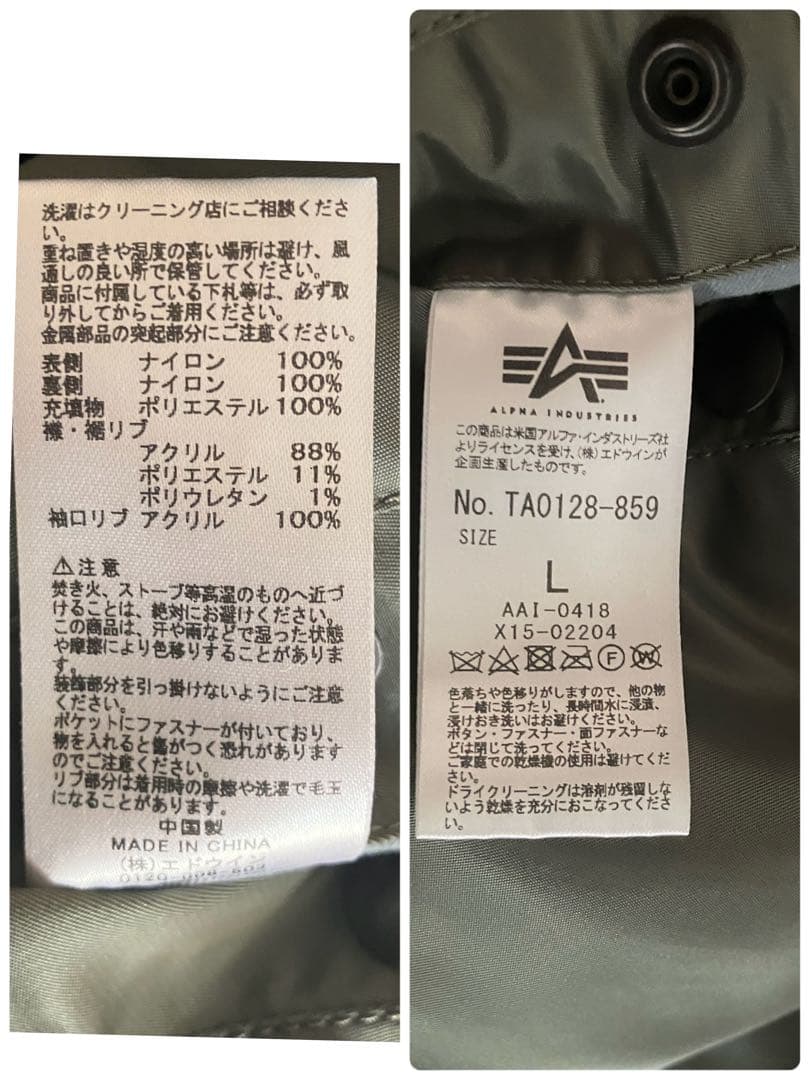 洗濯はクリーニング店にご相談くださ
い。
重ね置きや湿度の高い場所は避け、風
通しの良い所で保管してください。
商品に付属している下札等は、必ず取
り外してからご着用ください。
金属部品の突起部分にご注意ください。
表側 ナイロン 100%
裏側 ナイロン 100%
充填物 ポリエステル 100%
襟・裾リブ
アクリル 88%
ポリエステル 11%
ポリウレタン 1%
袖口リブ アクリル 100%
⚠注意
焚き火、ストーブ等高温のものへ近づ
けることは、絶対にお避けください。
この商品は、汗や雨などで湿った状態
や摩擦により色移りすることがありま
す。
装飾部分を引っ掛けないようにご注意
ください。
ポケットにファスナーが付いており、
物を入れると傷がつく恐れがあります
のでご注意ください。
リブ部分は着用時の摩擦や洗濯で毛玉
になることがあります。
中国製
MADE IN CHINA
(株)エドウイン
ALPHA INDUSTRIES
この商品は米国アルファ・インダストリーズ社
よりライセンスを受け、(株)エドウインが
企画生産したものです。
No. TA0128-859
SIZE
L
AAI-0418
X15-02204
F W
色落ちや色移りがしますので、他の物
と一緒に洗ったり、長時間水に浸漬、
浸けおき洗いはお避けください。
ボタン・ファスナー・面ファスナーな
どは閉じて洗ってください。
ご家庭での乾燥機の使用は避けてくだ
さい。
ドライクリーニングは溶剤が残留しな
いよう乾燥を充分におこなってくださ
い。